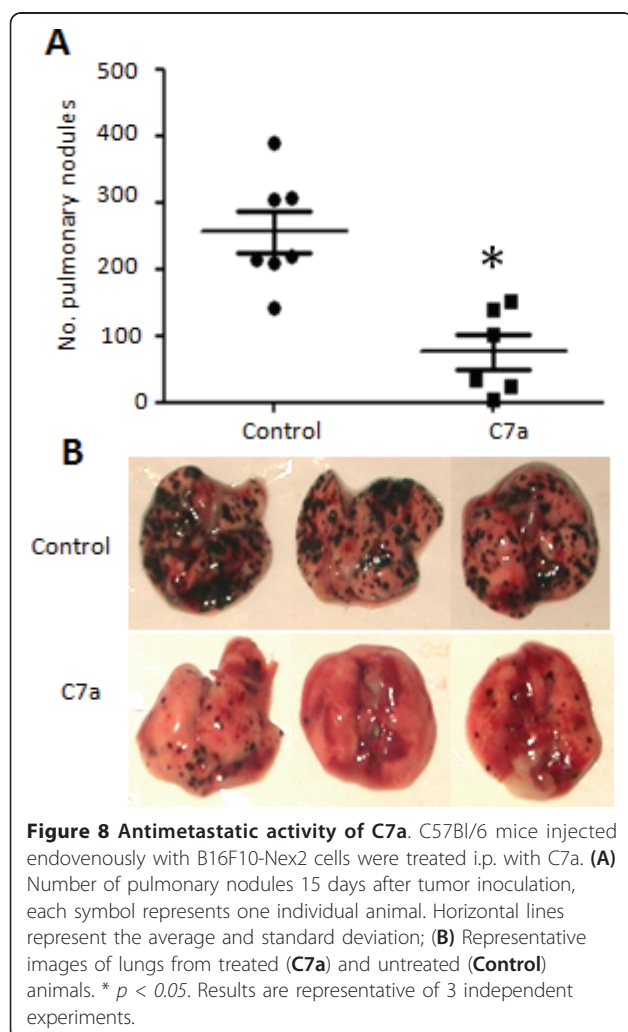 A
No. pulmonary nodules
500
400
300
200
100
0
*
Control
C7a
B
Control
C7a
Figure 8 Antimetastatic activity of C7a. C57Bl/6 mice injected
endovenously with B16F10-Nex2 cells were treated i.p. with C7a. (A)
Number of pulmonary nodules 15 days after tumor inoculation,
each symbol represents one individual animal. Horizontal lines
represent the average and standard deviation; (B) Representative
images of lungs from treated (C7a) and untreated (Control)
animals. * p < 0.05. Results are representative of 3 independent
experiments.